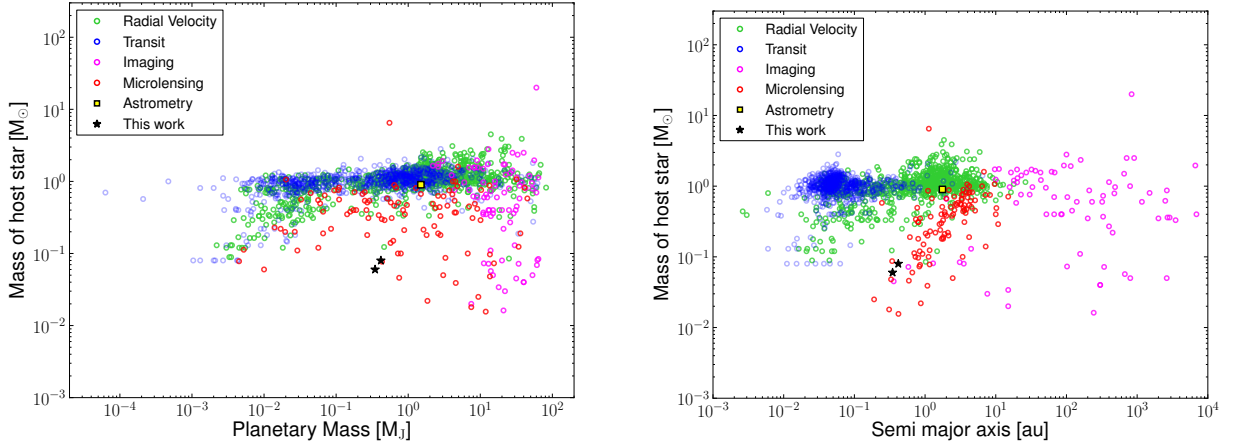 Radial Velocity
Transit
Imaging
Microlensing
Astrometry
This work
Mass of host star [M☉]
10²
10¹
10⁰
10⁻¹
10⁻²
10⁻³
10⁻⁴ 10⁻³ 10⁻² 10⁻¹ 10⁰ 10¹ 10²
Planetary Mass [M_J]
Radial Velocity
Transit
Imaging
Microlensing
Astrometry
This work
Mass of host star [M☉]
10²
10¹
10⁰
10⁻¹
10⁻²
10⁻³
10⁻³ 10⁻² 10⁻¹ 10⁰ 10¹ 10² 10³ 10⁴
Semi major axis [au]